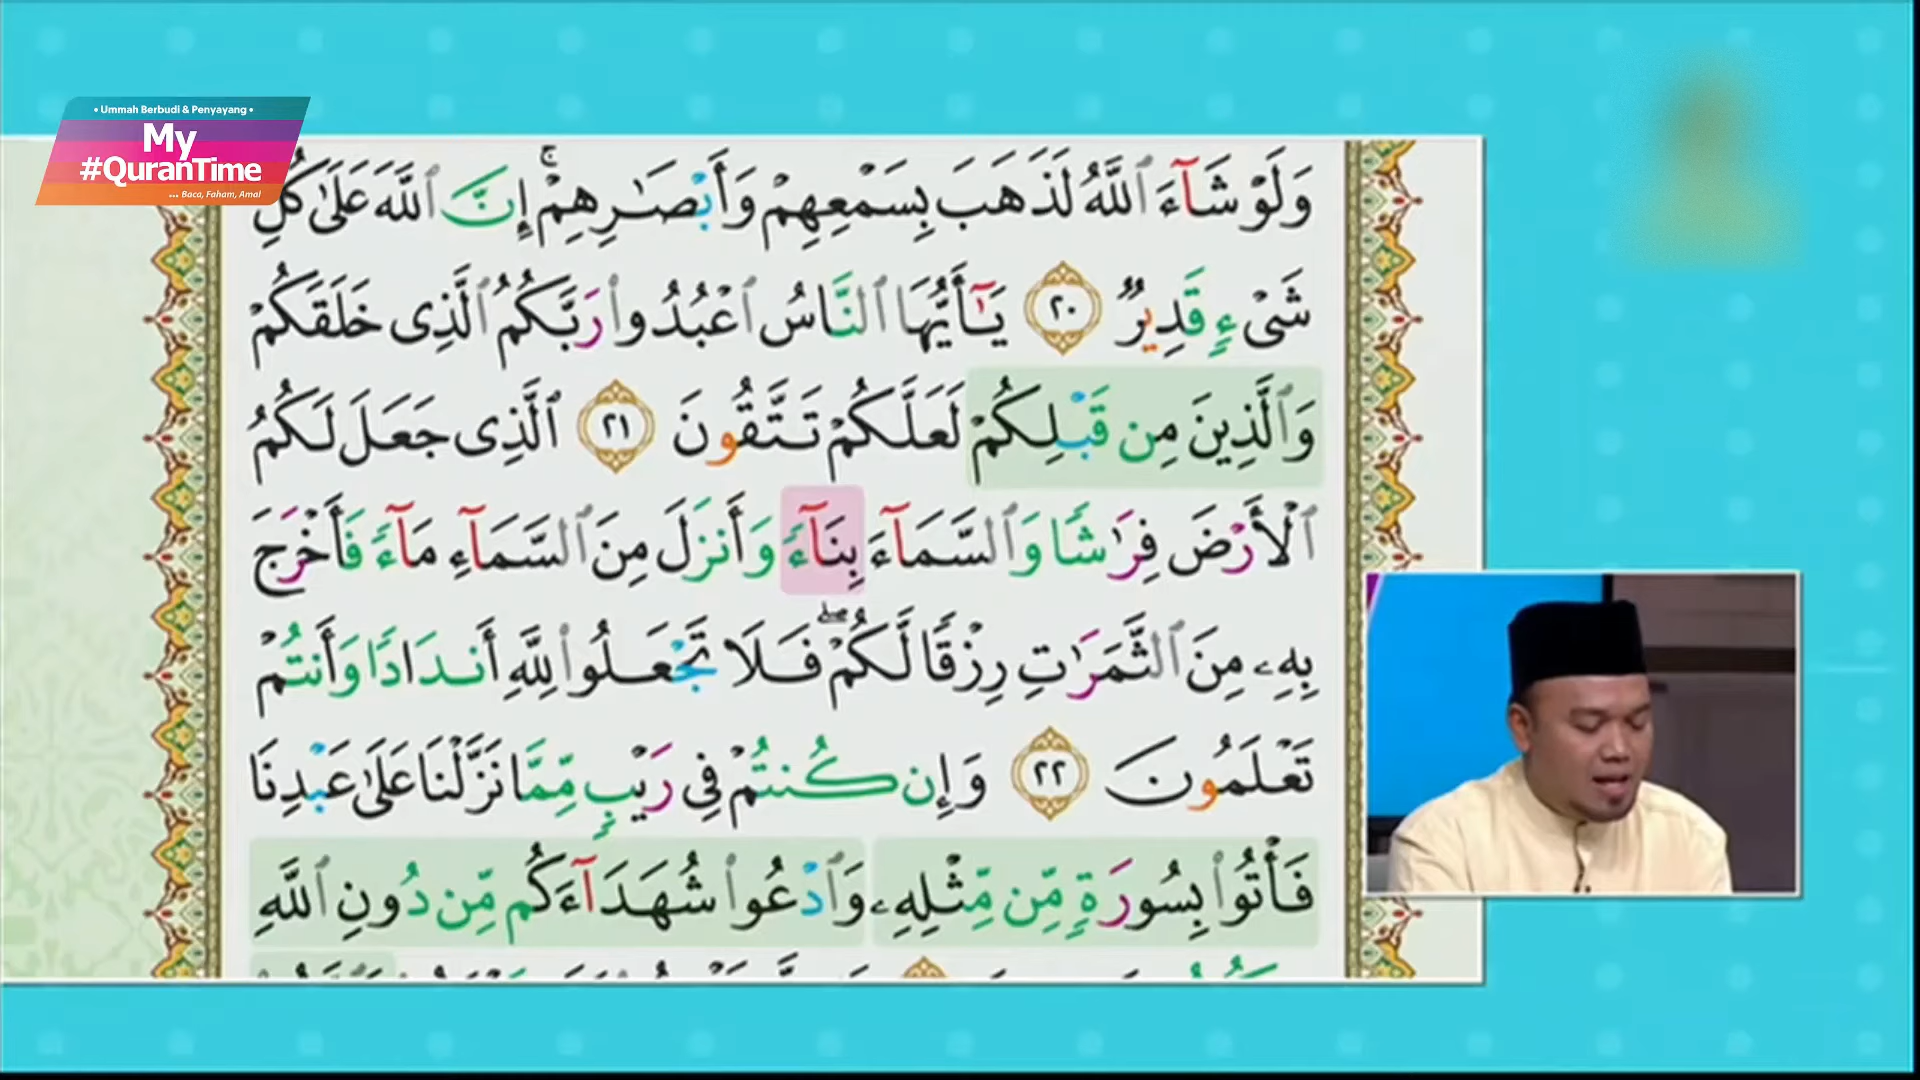 • Ummah Berbudi & Penyayang •
My
#QuranTime
... Baca, Faham, Amal
وَلَوْ شَآءَ ٱللَّهُ لَذَهَبَ بِسَمْعِهِمْ وَأَبْصَـٰرِهِمْ ۚ إِنَّ ٱللَّهَ عَلَىٰ كُلِّ
شَىْءٍ قَدِيرٌ ٢٠ يَـٰٓأَيُّهَا ٱلنَّاسُ ٱعْبُدُوا۟ رَبَّكُمُ ٱلَّذِى خَلَقَكُمْ
وَٱلَّذِينَ مِن قَبْلِكُمْ لَعَلَّكُمْ تَتَّقُونَ ٢١ ٱلَّذِى جَعَلَ لَكُمُ
ٱلْأَرْضَ فِرَٰشًا وَٱلسَّمَآءَ بِنَآءً وَأَنزَلَ مِنَ ٱلسَّمَآءِ مَآءً فَأَخْرَجَ
بِهِۦ مِنَ ٱلثَّمَرَٰتِ رِزْقًا لَّكُمْ ۖ فَلَا تَجْعَلُوا۟ لِلَّهِ أَندَادًا وَأَنتُمْ
تَعْلَمُونَ ٢٢ وَإِن كُنتُمْ فِى رَيْبٍ مِّمَّا نَزَّلْنَا عَلَىٰ عَبْدِنَا
فَأْتُوا۟ بِسُورَةٍ مِّن مِّثْلِهِۦ وَٱدْعُوا۟ شُهَدَآءَكُم مِّن دُونِ ٱللَّهِ